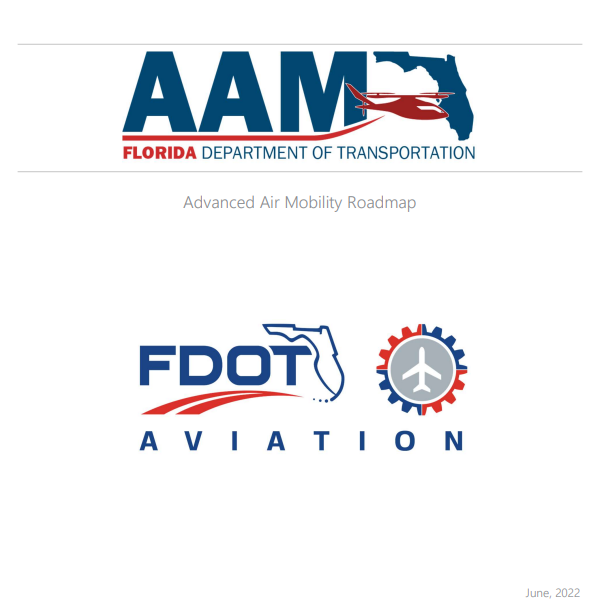 AAM
FLORIDA DEPARTMENT OF TRANSPORTATION
Advanced Air Mobility Roadmap
FDOT
AVIATION
June, 2022